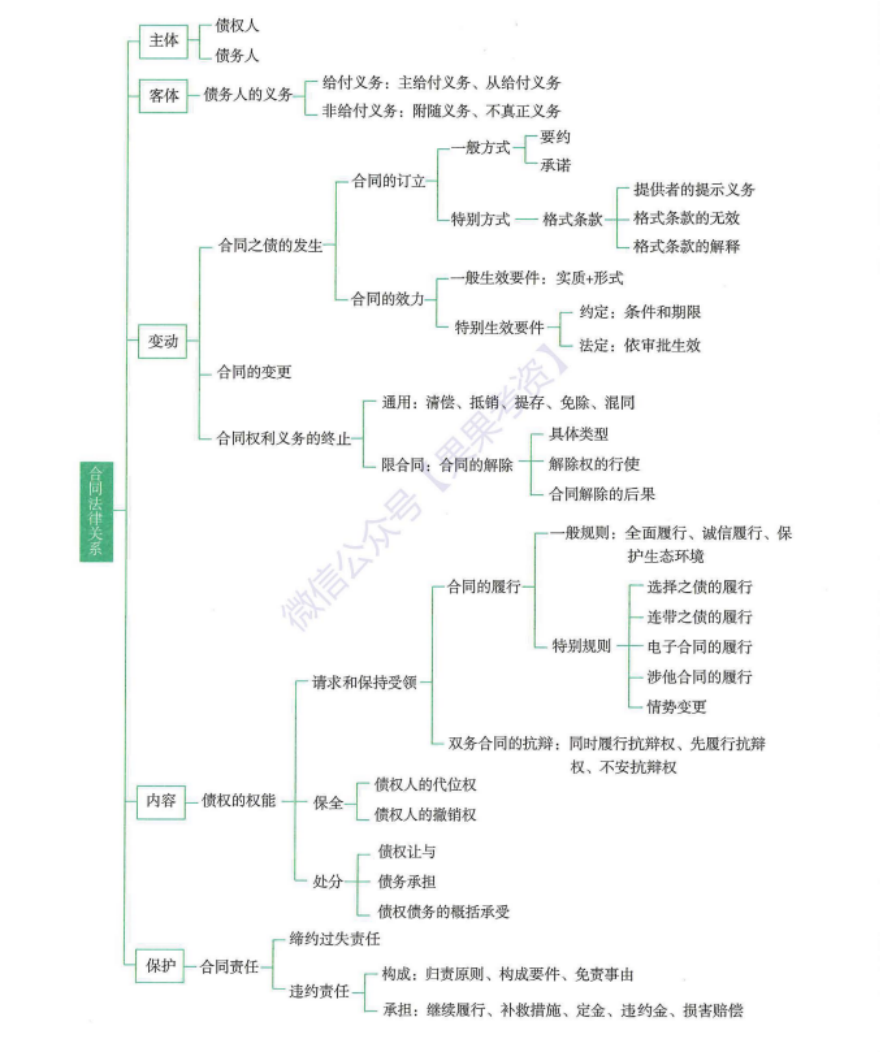 主体
债权人
债务人
客体
债务人的义务
给付义务：主给付义务、从给付义务
非给付义务：附随义务、不真正义务
变动
合同之债的发生
合同的订立
一般方式
要约
承诺
特别方式
格式条款
提供者的提示义务
格式条款的无效
格式条款的解释
合同的效力
一般生效要件：实质+形式
特别生效要件
约定：条件和期限
法定：依审批生效
合同的变更
合同权利义务的终止
通用：清偿、抵销、提存、免除、混同
限合同：合同的解除
具体类型
解除权的行使
合同解除的后果
合同法律关系
微信公众号【果果考资】
内容
债权的权能
请求和保持受领
合同的履行
一般规则：全面履行、诚信履行、保
护生态环境
特别规则
选择之债的履行
连带之债的履行
电子合同的履行
涉他合同的履行
情势变更
双务合同的抗辩：同时履行抗辩权、先履行抗辩
权、不安抗辩权
保全
债权人的代位权
债权人的撤销权
处分
债权让与
债务承担
债权债务的概括承受
保护
合同责任
缔约过失责任
违约责任
构成：归责原则、构成要件、免责事由
承担：继续履行、补救措施、定金、违约金、损害赔偿